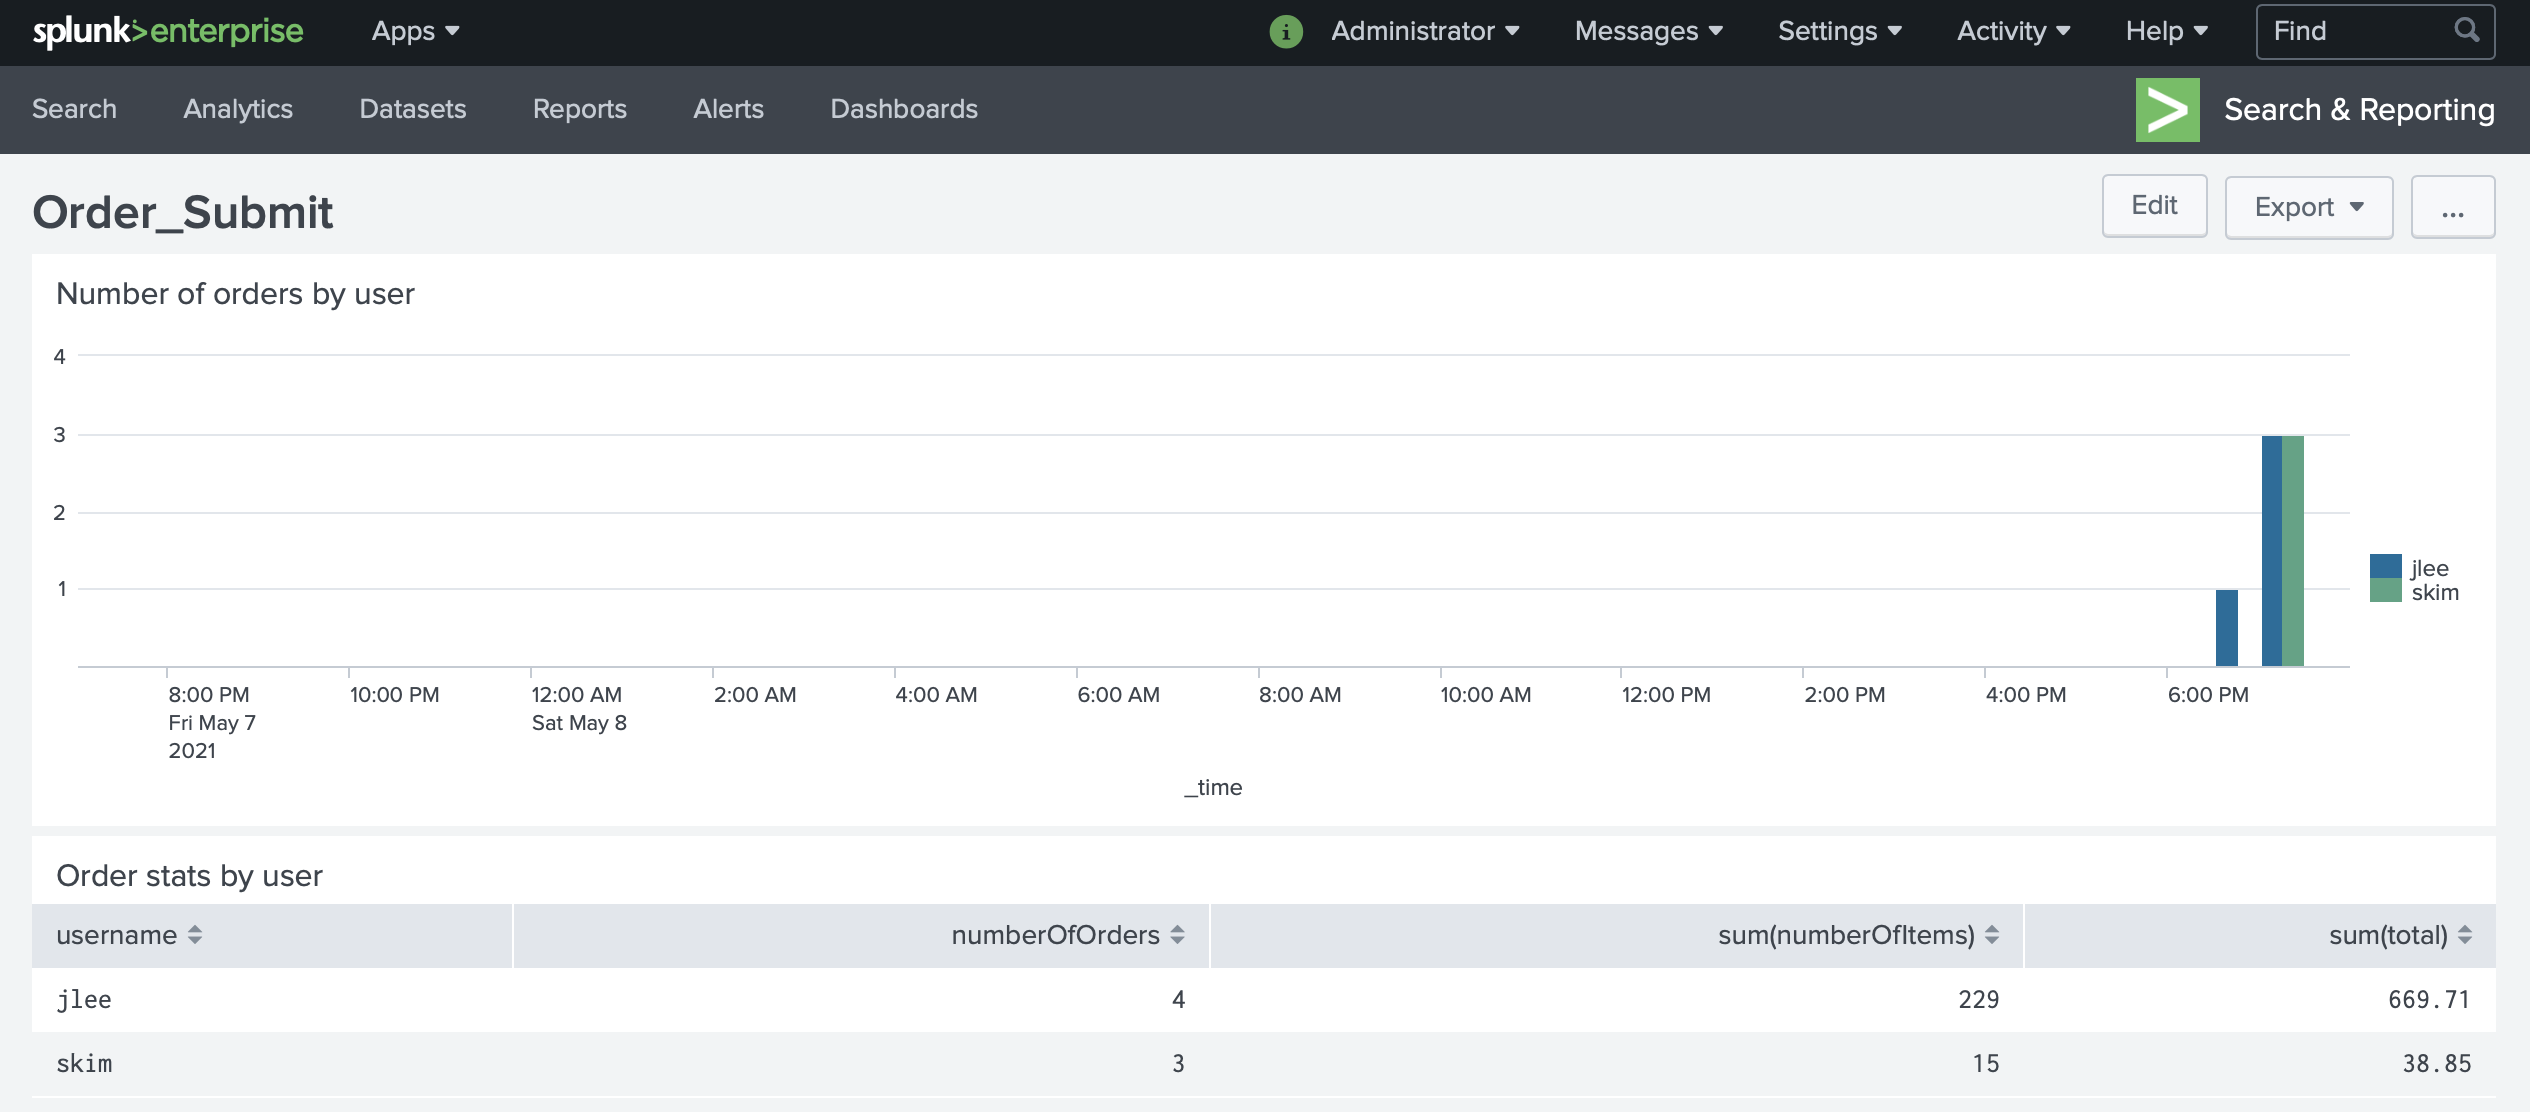 splunk>enterprise Apps Administrator Messages Settings Activity Help Find
Search Analytics Datasets Reports Alerts Dashboards Search & Reporting
Order_Submit Edit Export ...
Number of orders by user
4
3
2
1
jlee
skim
8:00 PM 10:00 PM 12:00 AM 2:00 AM 4:00 AM 6:00 AM 8:00 AM 10:00 AM 12:00 PM 2:00 PM 4:00 PM 6:00 PM
Fri May 7 Sat May 8
2021
_time
Order stats by user
username numberOfOrders sum(numberOfItems) sum(total)
jlee 4 229 669.71
skim 3 15 38.85